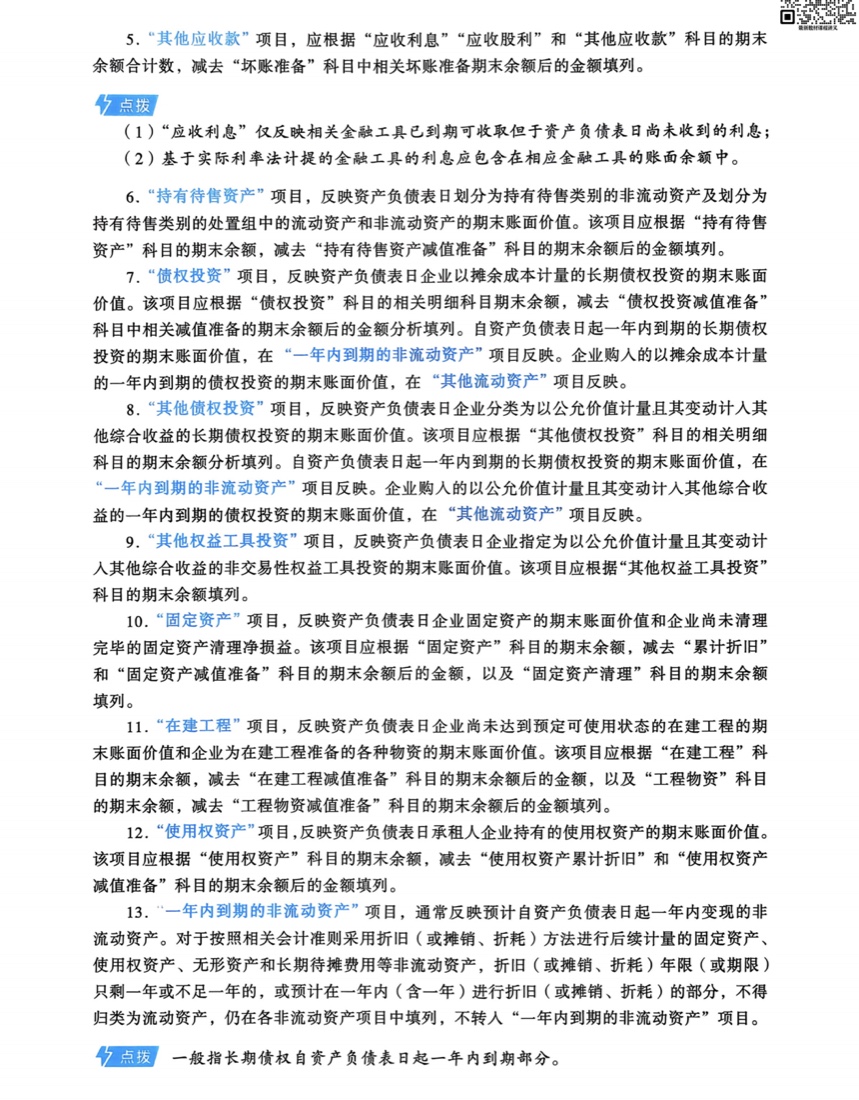 5.“其他应收款”项目，应根据“应收利息”“应收股利”和“其他应收款”科目的期末
余额合计数，减去“坏账准备”科目中相关坏账准备期末余额后的金额填列。
点拨
（1）“应收利息”仅反映相关金融工具已到期可收取但于资产负债表日尚未收到的利息；
（2）基于实际利率法计提的金融工具的利息应包含在相应金融工具的账面余额中。
6.“持有待售资产”项目，反映资产负债表日划分为持有待售类别的非流动资产及划分为
持有待售类别的处置组中的流动资产和非流动资产的期末账面价值。该项目应根据“持有待售
资产”科目的期末余额，减去“持有待售资产减值准备”科目的期末余额后的金额填列。
7.“债权投资”项目，反映资产负债表日企业以摊余成本计量的长期债权投资的期末账面
价值。该项目应根据“债权投资”科目的相关明细科目期末余额，减去“债权投资减值准备”
科目中相关减值准备的期末余额后的金额分析填列。自资产负债表日起一年内到期的长期债权
投资的期末账面价值，在“一年内到期的非流动资产”项目反映。企业购入的以摊余成本计量
的一年内到期的债权投资的期末账面价值，在“其他流动资产”项目反映。
8.“其他债权投资”项目，反映资产负债表日企业分类为以公允价值计量且其变动计入其
他综合收益的长期债权投资的期末账面价值。该项目应根据“其他债权投资”科目的相关明细
科目的期末余额分析填列。自资产负债表日起一年内到期的长期债权投资的期末账面价值，在
“一年内到期的非流动资产”项目反映。企业购入的以公允价值计量且其变动计入其他综合收
益的一年内到期的债权投资的期末账面价值，在“其他流动资产”项目反映。
9.“其他权益工具投资”项目，反映资产负债表日企业指定为以公允价值计量且其变动计
入其他综合收益的非交易性权益工具投资的期末账面价值。该项目应根据“其他权益工具投资”
科目的期末余额填列。
10.“固定资产”项目，反映资产负债表日企业固定资产的期末账面价值和企业尚未清理
完毕的固定资产清理净损益。该项目应根据“固定资产”科目的期末余额，减去“累计折旧”
和“固定资产减值准备”科目的期末余额后的金额，以及“固定资产清理”科目的期末余额
填列。
11.“在建工程”项目，反映资产负债表日企业尚未达到预定可使用状态的在建工程的期
末账面价值和企业为在建工程准备的各种物资的期末账面价值。该项目应根据“在建工程”科
目的期末余额，减去“在建工程减值准备”科目的期末余额后的金额，以及“工程物资”科目
的期末余额，减去“工程物资减值准备”科目的期末余额后的金额填列。
12.“使用权资产”项目，反映资产负债表日承租人企业持有的使用权资产的期末账面价值。
该项目应根据“使用权资产”科目的期末余额，减去“使用权资产累计折旧”和“使用权资产
减值准备”科目的期末余额后的金额填列。
13.“一年内到期的非流动资产”项目，通常反映预计自资产负债表日起一年内变现的非
流动资产。对于按照相关会计准则采用折旧（或摊销、折耗）方法进行后续计量的固定资产、
使用权资产、无形资产和长期待摊费用等非流动资产，折旧（或摊销、折耗）年限（或期限）
只剩一年或不足一年的，或预计在一年内（含一年）进行折旧（或摊销、折耗）的部分，不得
归类为流动资产，仍在各非流动资产项目中填列，不转入“一年内到期的非流动资产”项目。
点拨 一般指长期债权自资产负债表日起一年内到期部分。